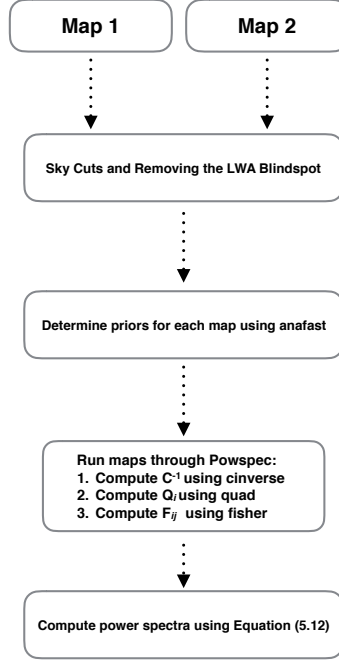 Map 1
Map 2
Sky Cuts and Removing the LWA Blindspot
Determine priors for each map using anafast
Run maps through Powspec:
1. Compute C⁻¹ using cinverse
2. Compute Qᵢ using quad
3. Compute Fᵢⱼ using fisher
Compute power spectra using Equation (5.12)